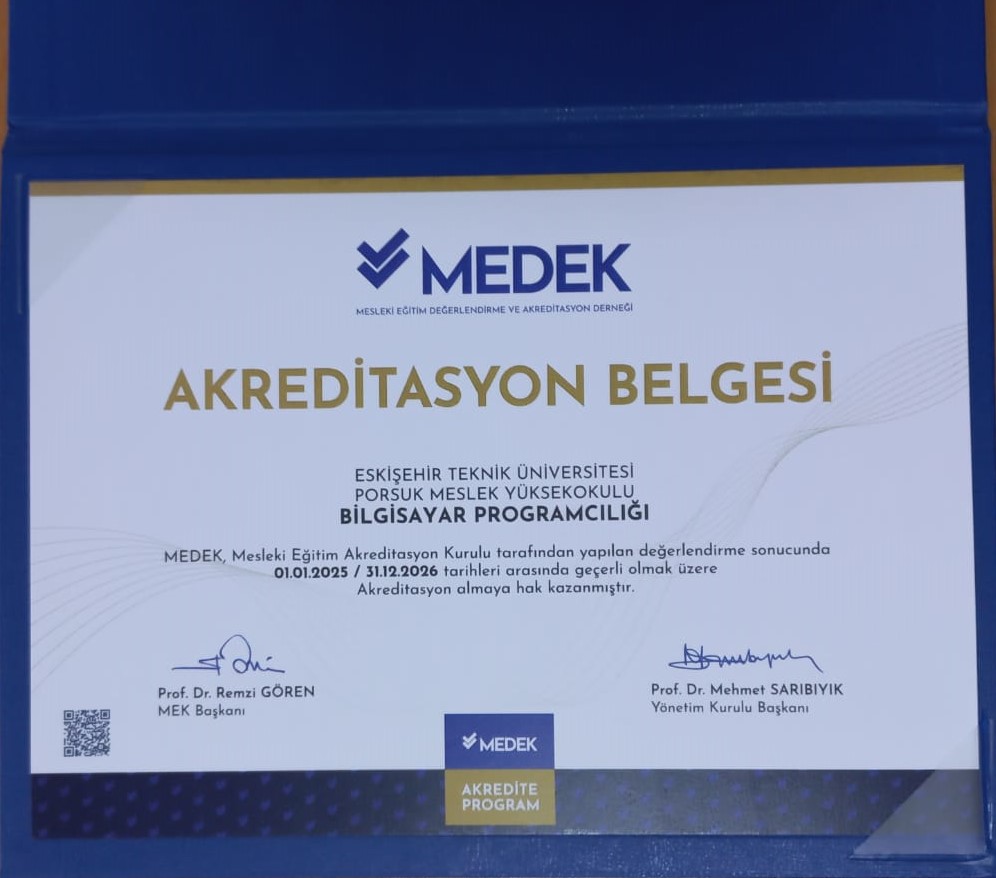 MEDEK
MESLEKİ EĞİTİM DEĞERLENDİRME VE AKREDİTASYON DERNEĞİ
AKREDİTASYON BELGESİ
ESKİŞEHİR TEKNİK ÜNİVERSİTESİ
PORSUK MESLEK YÜKSEKOKULU
BİLGİSAYAR PROGRAMCILIĞI
MEDEK, Mesleki Eğitim Akreditasyon Kurulu tarafından yapılan değerlendirme sonucunda
01.01.2025 / 31.12.2026 tarihleri arasında geçerli olmak üzere
Akreditasyon almaya hak kazanmıştır.
Prof. Dr. Remzi GÖREN
MEK Başkanı
Prof. Dr. Mehmet SARIBIYIK
Yönetim Kurulu Başkanı
MEDEK
AKREDİTE
PROGRAM